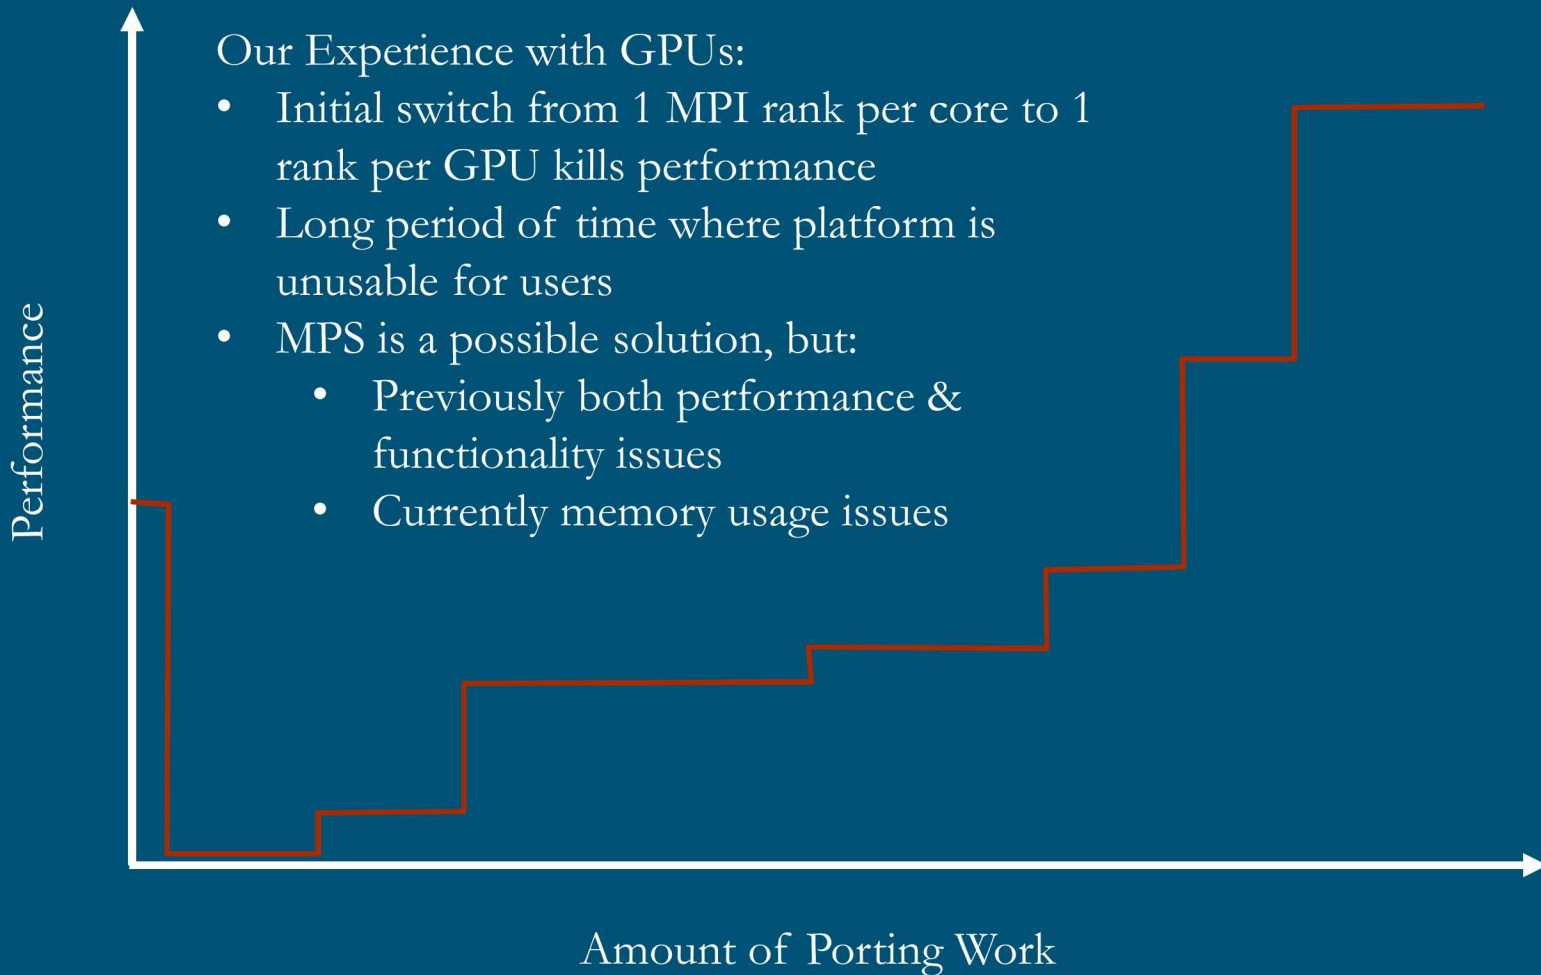 Our Experience with GPUs:
• Initial switch from 1 MPI rank per core to 1
rank per GPU kills performance
• Long period of time where platform is
unusable for users
• MPS is a possible solution, but:
• Previously both performance &
functionality issues
• Currently memory usage issues
Performance
Amount of Porting Work